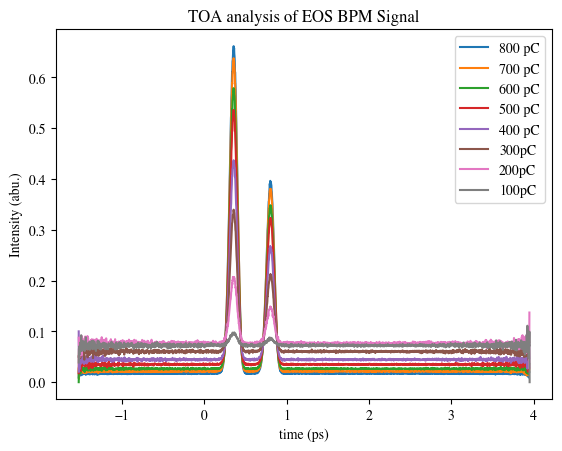 TOA analysis of EOS BPM Signal
Intensity (abu.)
0.6
0.5
0.4
0.3
0.2
0.1
0.0
800 pC
700 pC
600 pC
500 pC
400 pC
300pC
200pC
100pC
−1
0
1
2
3
4
time (ps)